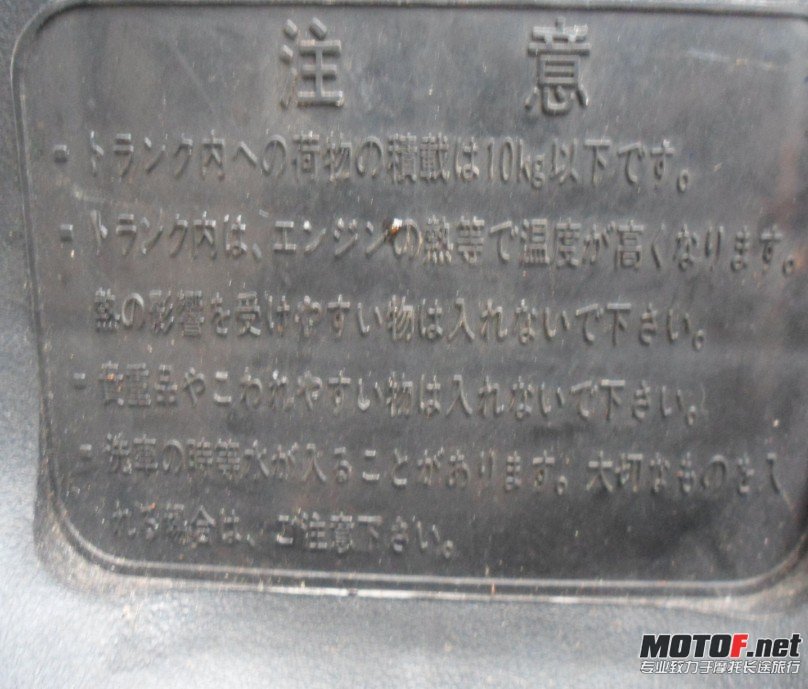 注 意
・トランク内への荷物の積載は10kg以下です。
・トランク内は、エンジンの熱等で温度が高くなります。
熱の影響を受けやすい物は入れないで下さい。
・貴重品やこわれやすい物は入れないで下さい。
・洗車の時等水が入ることがあります。大切なものを入
れる場合は、ご注意下さい。
MOTOF.net
专业致力于摩托长途旅行